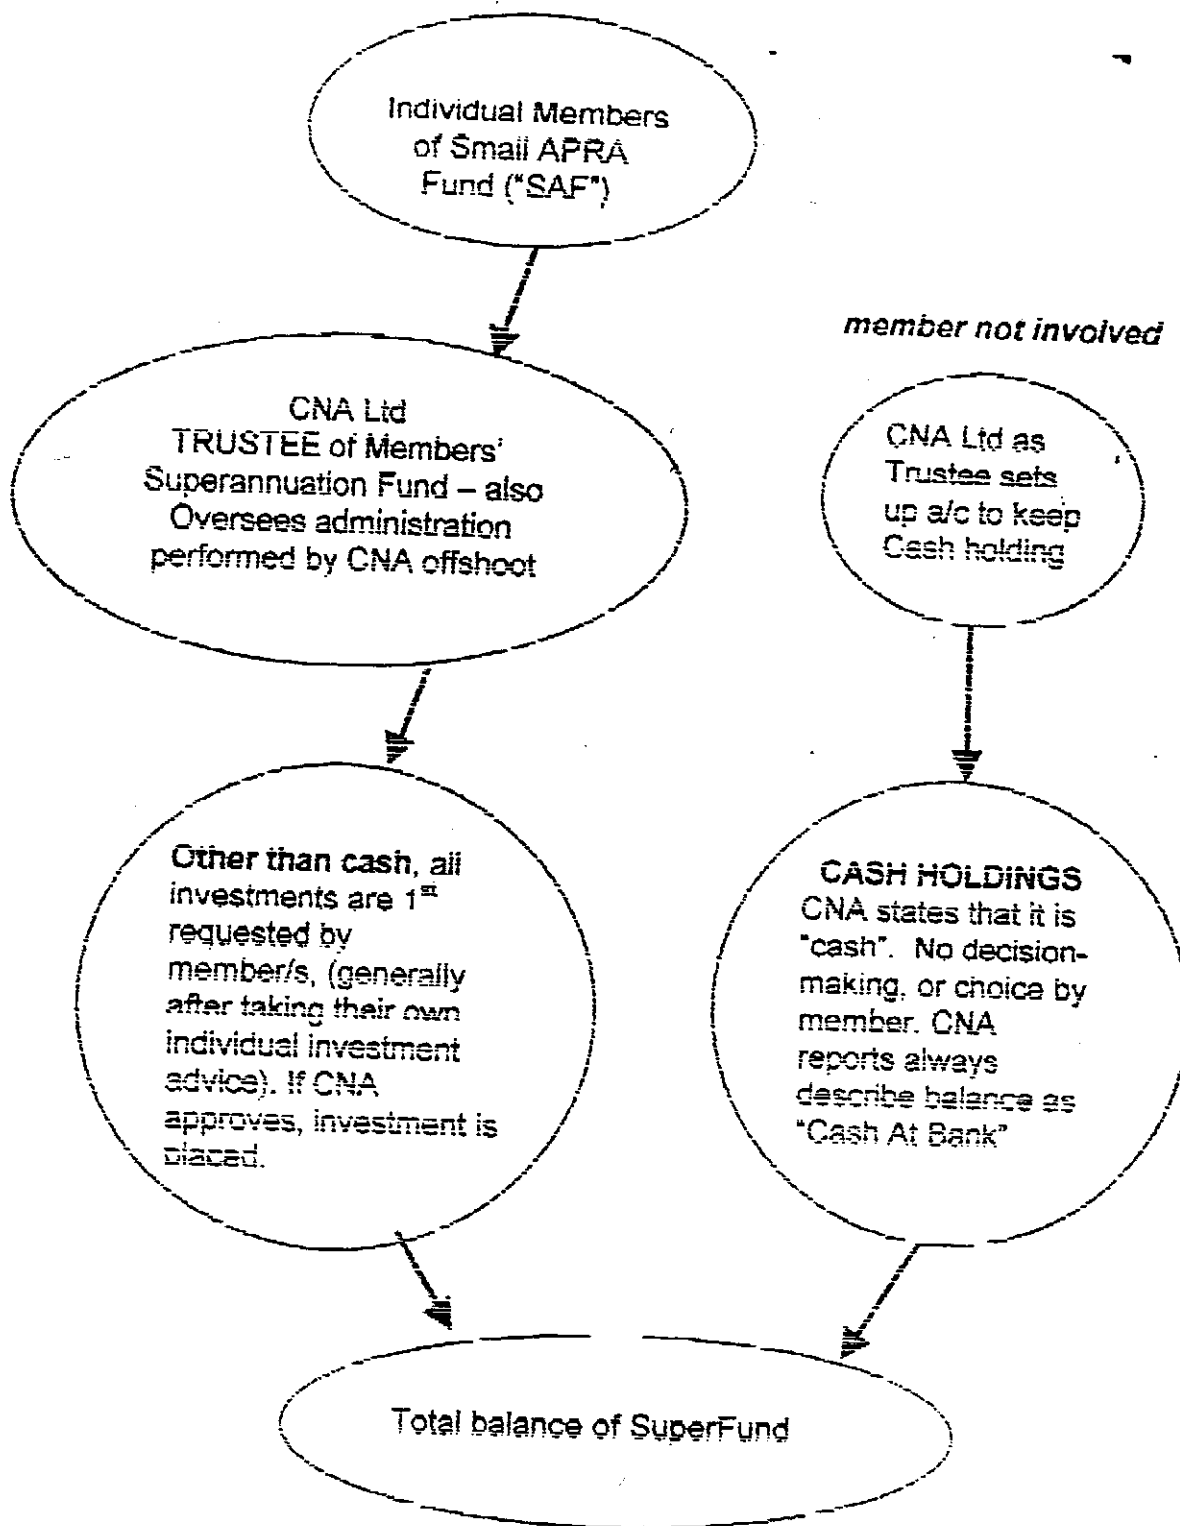 Individual Members
of Small APRA
Fund ("SAF")
member not involved
CNA Ltd
TRUSTEE of Members'
Superannuation Fund – also
Oversees administration
performed by CNA offshoot
CNA Ltd as
Trustee sets
up a/c to keep
Cash holding
Other than cash, all
investments are 1st
requested by
member/s, (generally
after taking their own
individual investment
advice). If CNA
approves, investment is
placed.
CASH HOLDINGS
CNA states that it is
"cash". No decision-
making, or choice by
member. CNA
reports always
describe balance as
"Cash At Bank"
Total balance of SuperFund